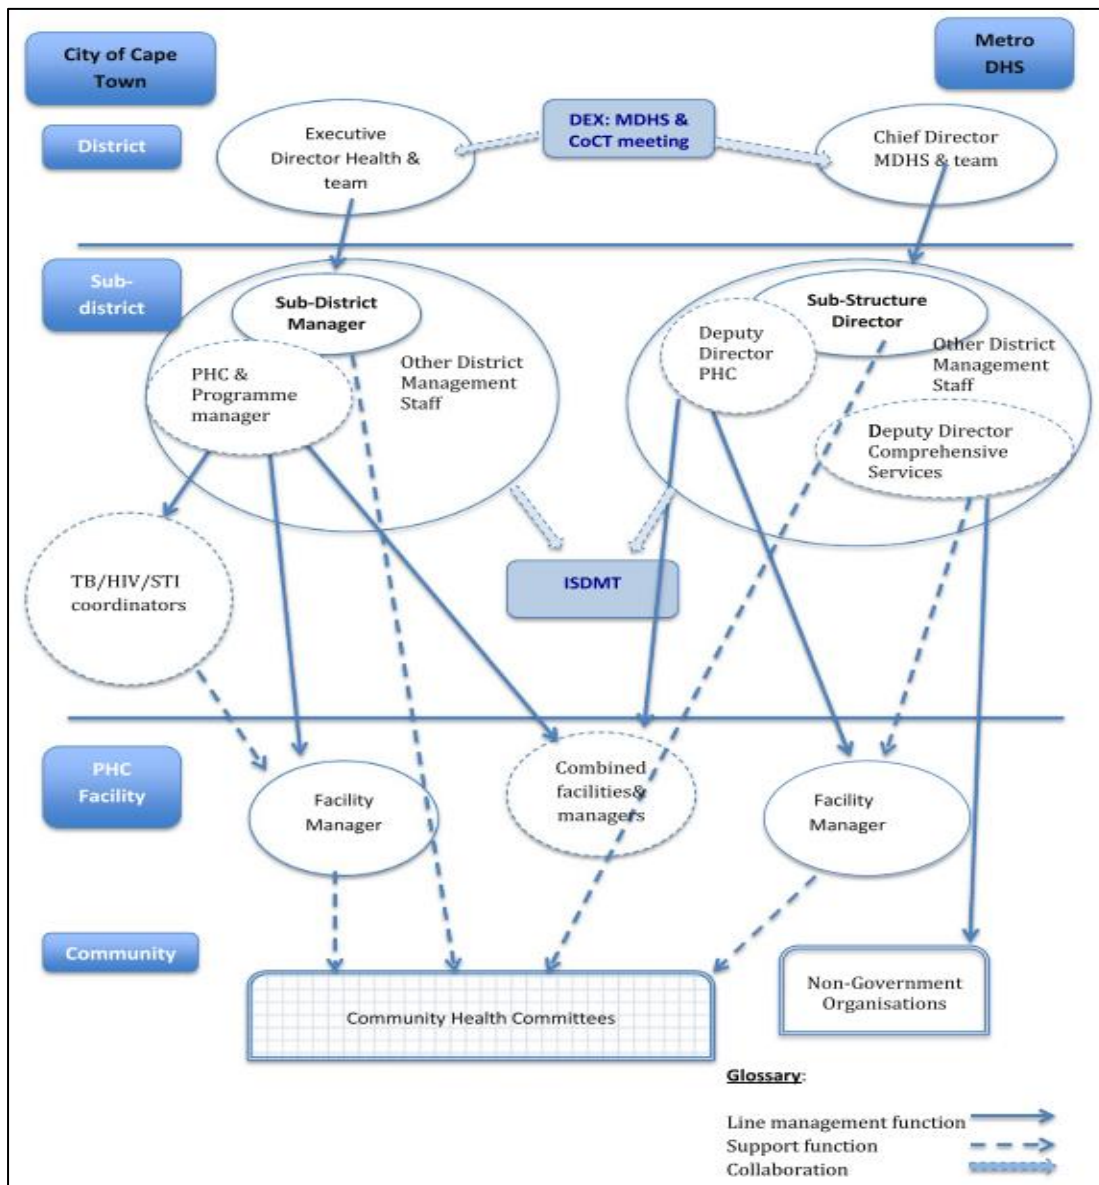 City of Cape
Town
Metro
DHS
District
Executive
Director Health &
team
DEX: MDHS &
CoCT meeting
Chief Director
MDHS & team
Sub-
district
Sub-District
Manager
PHC &
Programme
manager
Other District
Management
Staff
Sub-Structure
Director
Deputy
Director
PHC
Other District
Management
Staff
Deputy Director
Comprehensive
Services
TB/HIV/STI
coordinators
ISDMT
PHC
Facility
Facility
Manager
Combined
facilities&
managers
Facility
Manager
Community
Community Health Committees
Non-Government
Organisations
Glossary:
Line management function
Support function
Collaboration